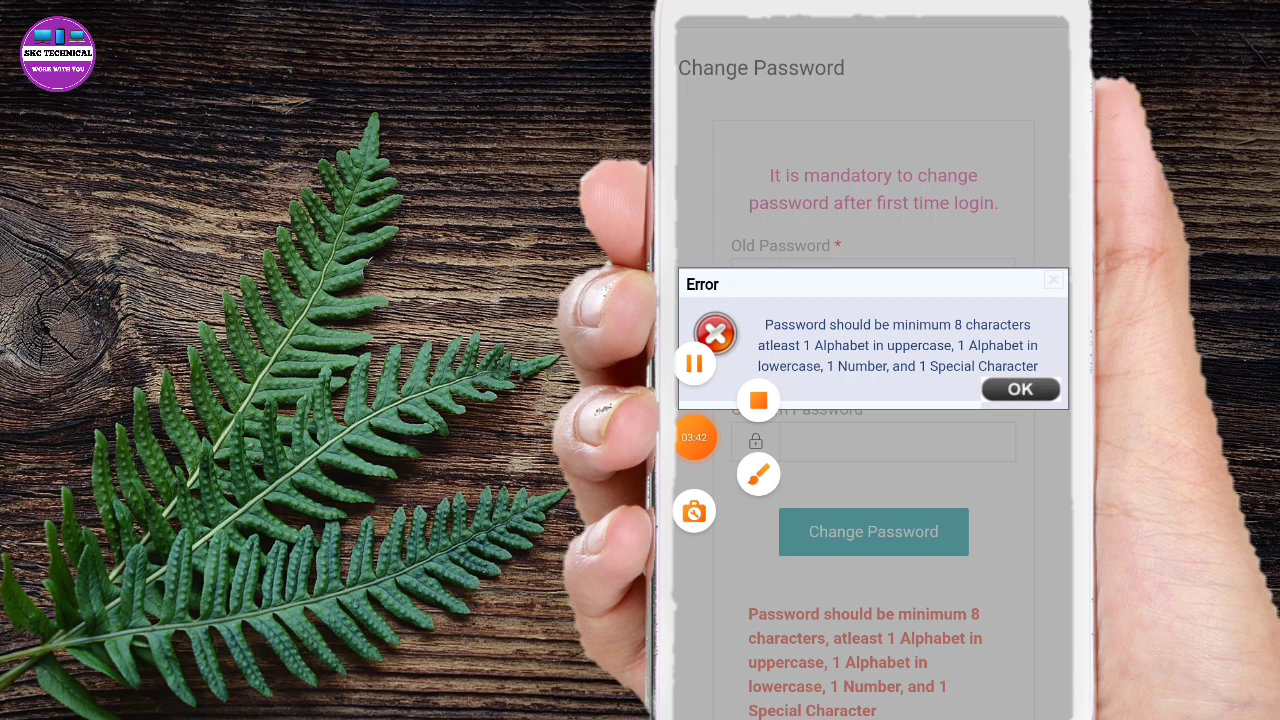 SKC TECHNICAL
WORK WITH YOU
Change Password
It is mandatory to change
password after first time login.
Old Password *
Error
Password should be minimum 8 characters
atleast 1 Alphabet in uppercase, 1 Alphabet in
lowercase, 1 Number, and 1 Special Character
OK
Password
03:42
Change Password
Password should be minimum 8
characters, atleast 1 Alphabet in
uppercase, 1 Alphabet in
lowercase, 1 Number, and 1
Special Character